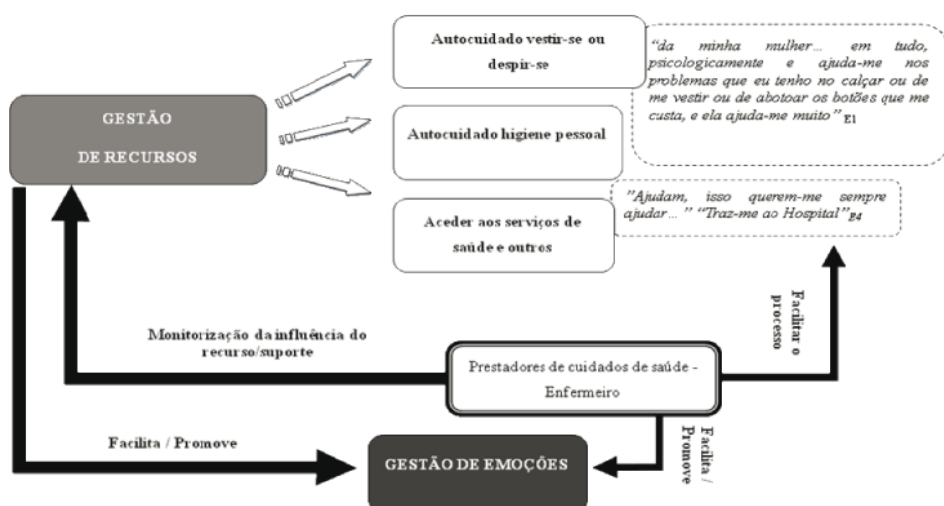 Autocuidado vestir-se ou
despir-se
"da minha mulher… em tudo,
psicologicamente e ajuda-me nos
problemas que eu tenho no calçar ou de
me vestir ou de abotoar os botões que me
custa, e ela ajuda-me muito" E1
GESTÃO
DE RECURSOS
Autocuidado higiene pessoal
"Ajudam, isso querem-me sempre
ajudar…" "Traz-me ao Hospital" E4
Aceder aos serviços de
saúde e outros
Monitorização da influência do
recurso/suporte
Facilitar o
processo
Prestadores de cuidados de saúde -
Enfermeiro
Facilita / Promove
Facilita /
Promove
GESTÃO DE EMOÇÕES